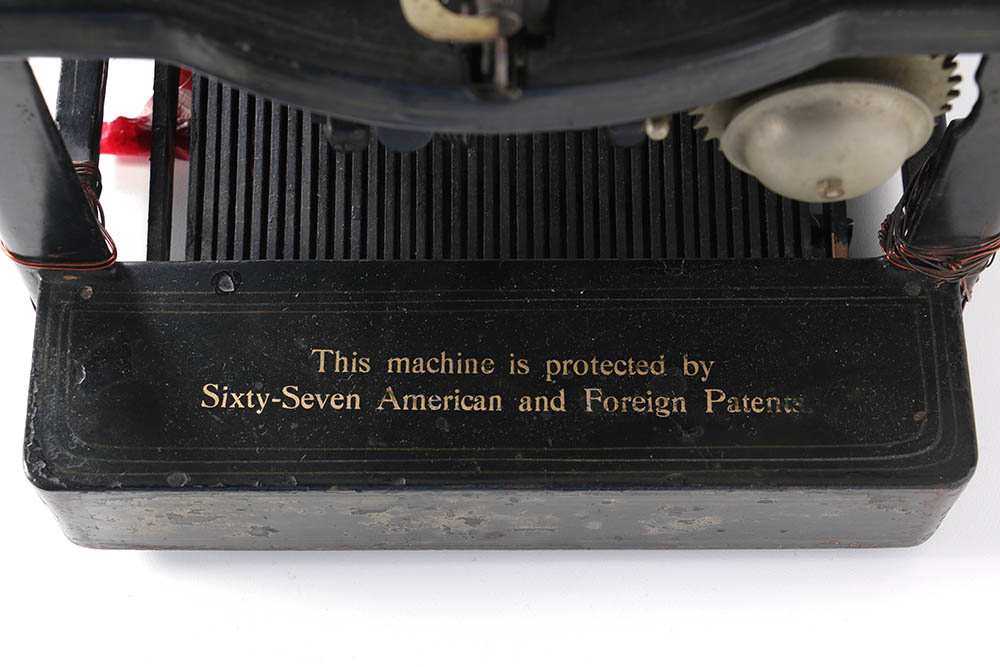 This machine is protected by
Sixty-Seven American and Foreign Patents.